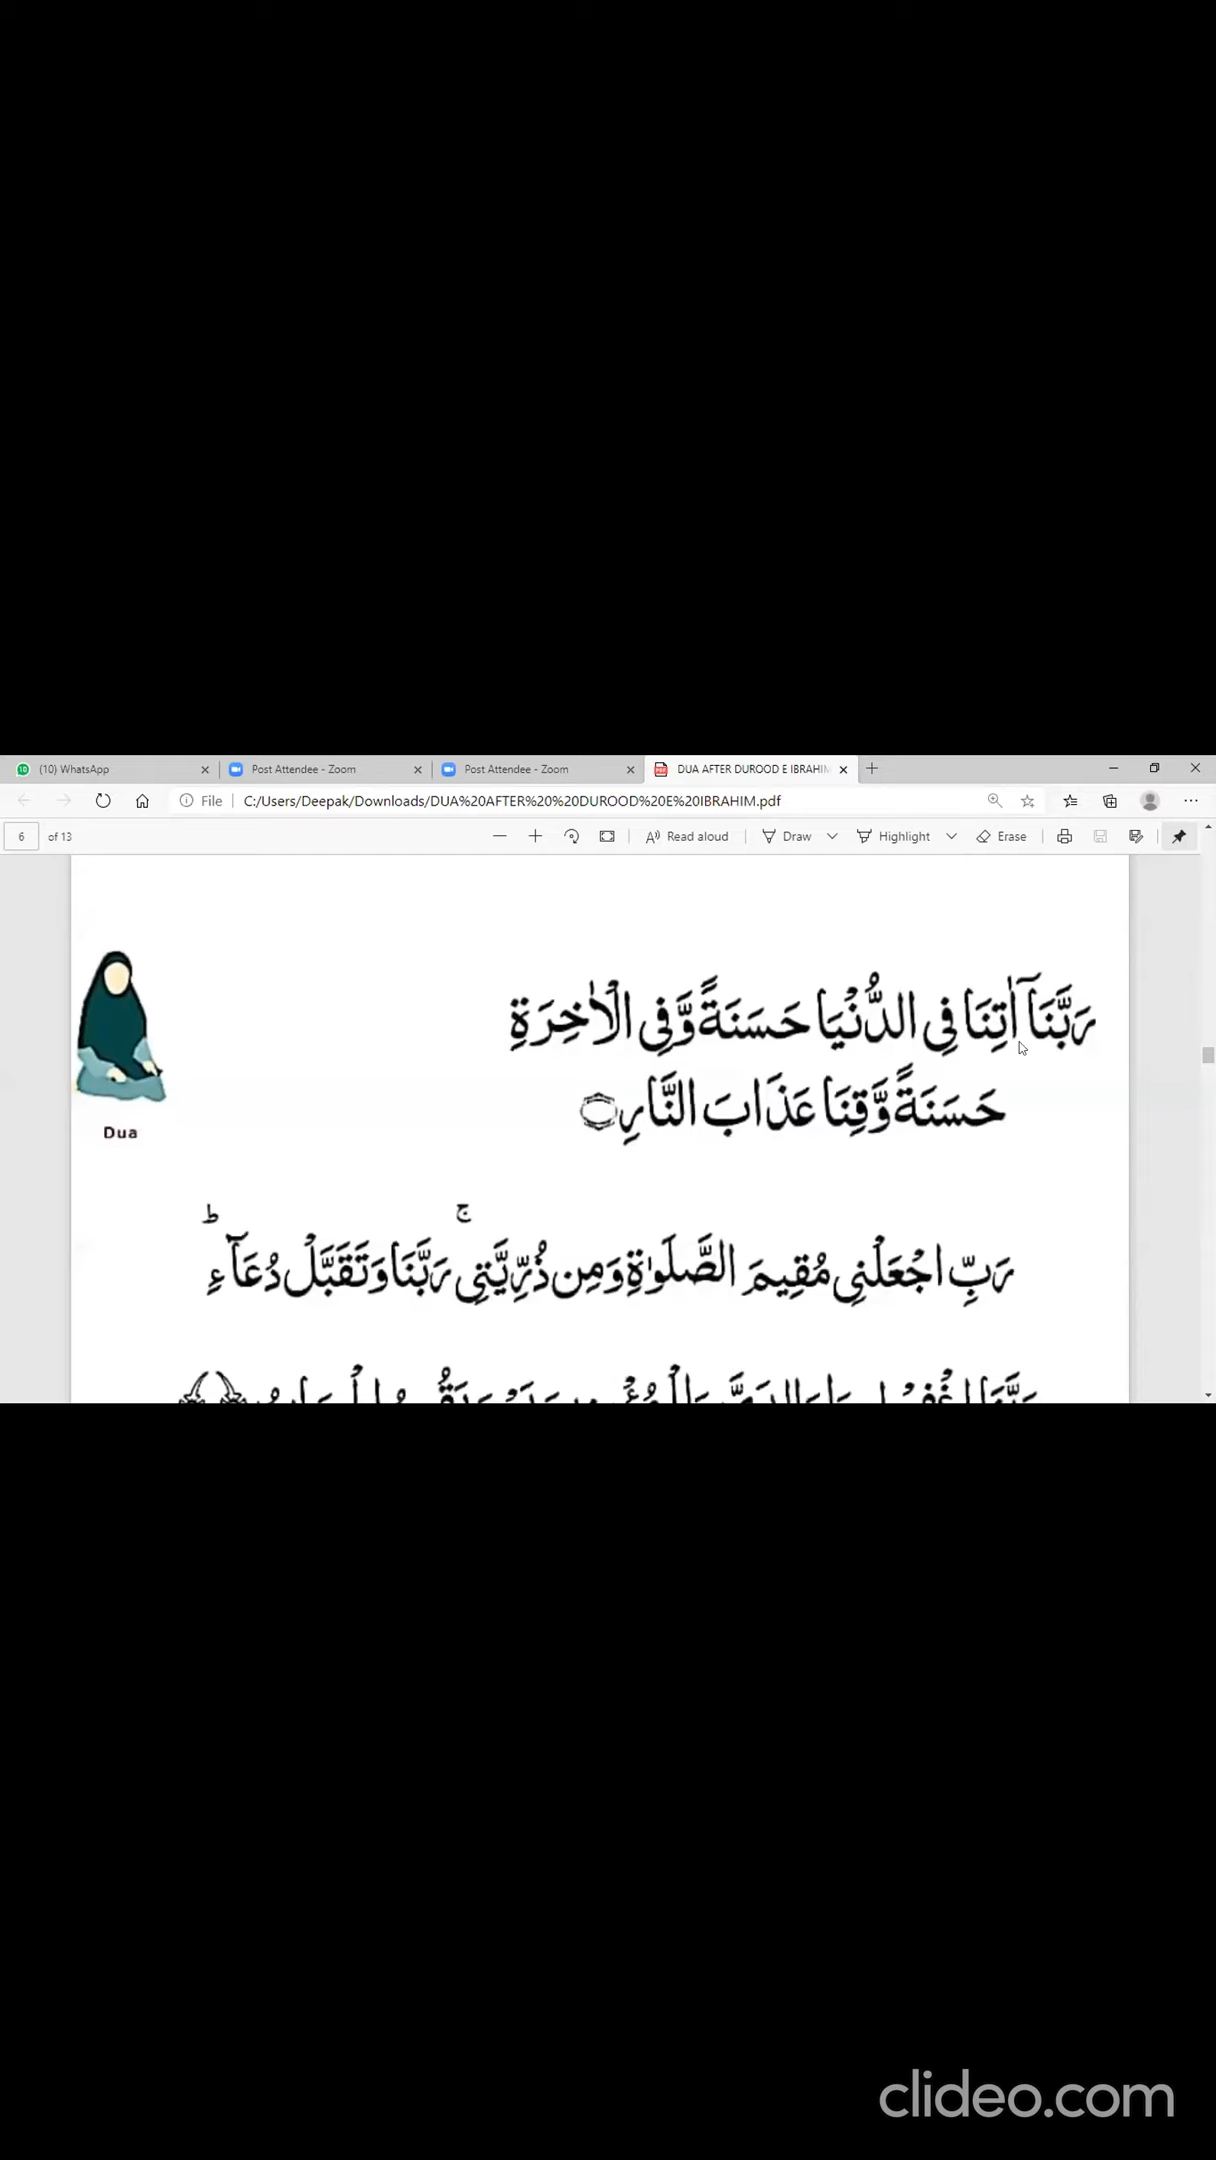 (10) WhatsApp
Post Attendee - Zoom
Post Attendee - Zoom
DUA AFTER DUROOD E IBRAHIM
File
C:/Users/Deepak/Downloads/DUA%20AFTER%20%20DUROOD%20E%20IBRAHIM.pdf
6 of 13
Read aloud
Draw
Highlight
Erase
رَبَّنَاۤ اٰتِنَا فِي الدُّنْيَا حَسَنَةً وَّفِي الْاٰخِرَةِ
حَسَنَةً وَّقِنَا عَذَابَ النَّارِ
Dua
رَبِّ اجْعَلْنِي مُقِيمَ الصَّلَوٰةِ وَمِن ذُرِّيَّتِي ۚ رَبَّنَا وَتَقَبَّلْ دُعَآءِ ؕ
clideo.com